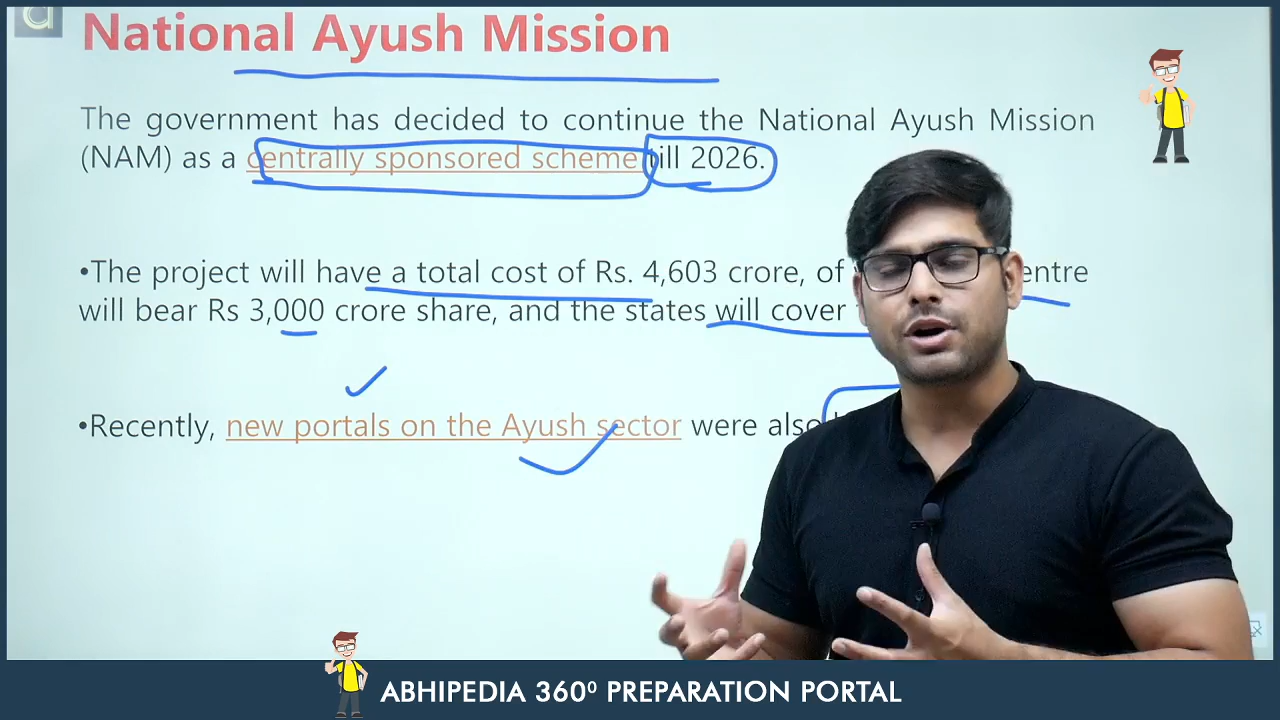 National Ayush Mission
The government has decided to continue the National Ayush Mission
(NAM) as a centrally sponsored scheme till 2026.
•The project will have a total cost of Rs. 4,603 crore, of entre
will bear Rs 3,000 crore share, and the states will cover
•Recently, new portals on the Ayush sector were also
ABHIPEDIA 360⁰ PREPARATION PORTAL